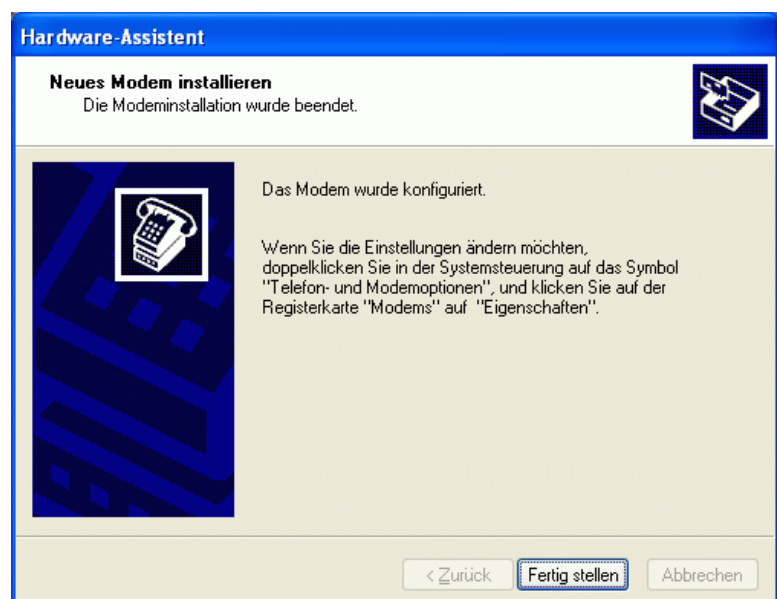 Hardware-Assistent
Neues Modem installieren
Die Modeminstallation wurde beendet.
Das Modem wurde konfiguriert.
Wenn Sie die Einstellungen ändern möchten,
doppelklicken Sie in der Systemsteuerung auf das Symbol
"Telefon- und Modemoptionen", und klicken Sie auf der
Registerkarte "Modems" auf "Eigenschaften".
< Zurück Fertig stellen Abbrechen